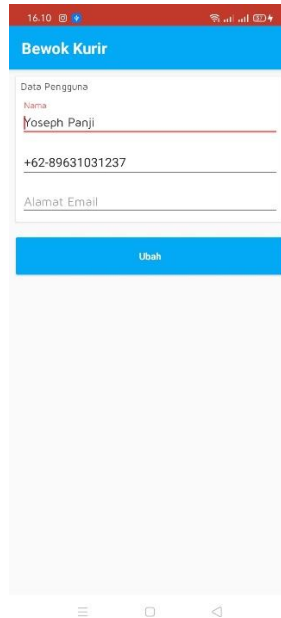 16.10
Bewok Kurir
Data Pengguna
Nama
Yoseph Panji
+62-89631031237
Alamat Email
Ubah